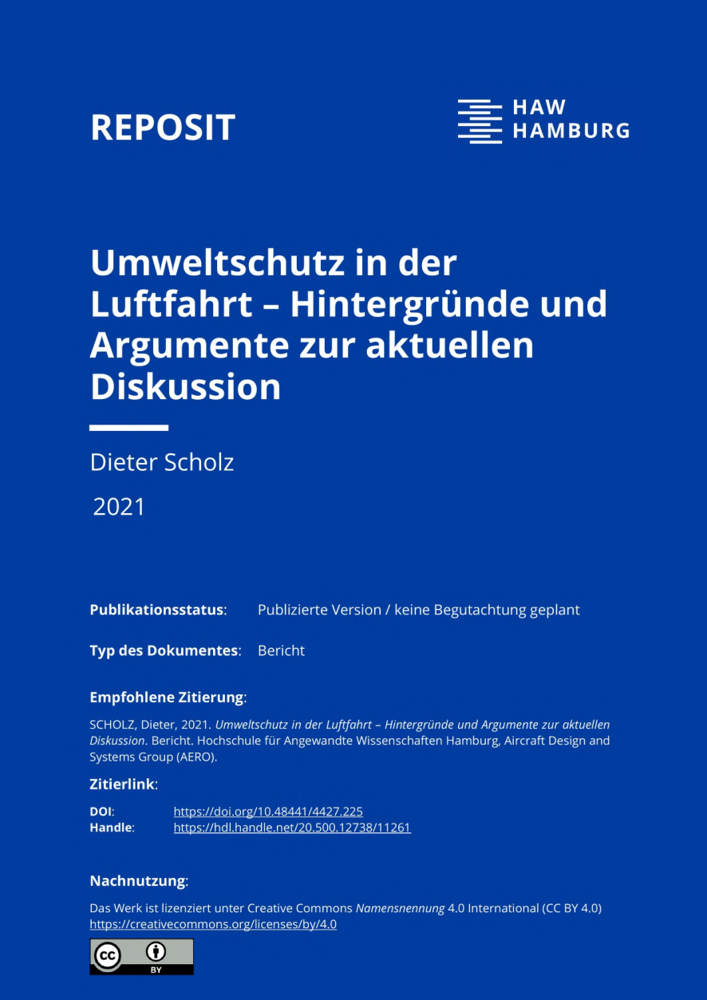 REPOSIT
HAW
HAMBURG
Umweltschutz in der
Luftfahrt – Hintergründe und
Argumente zur aktuellen
Diskussion
Dieter Scholz
2021
Publikationsstatus: Publizierte Version / keine Begutachtung geplant
Typ des Dokumentes: Bericht
Empfohlene Zitierung:
SCHOLZ, Dieter, 2021. Umweltschutz in der Luftfahrt – Hintergründe und Argumente zur aktuellen
Diskussion. Bericht. Hochschule für Angewandte Wissenschaften Hamburg, Aircraft Design and
Systems Group (AERO).
Zitierlink:
DOI: https://doi.org/10.48441/4427.225
Handle: https://hdl.handle.net/20.500.12738/11261
Nachnutzung:
Das Werk ist lizenziert unter Creative Commons Namensnennung 4.0 International (CC BY 4.0)
https://creativecommons.org/licenses/by/4.0
cc
BY